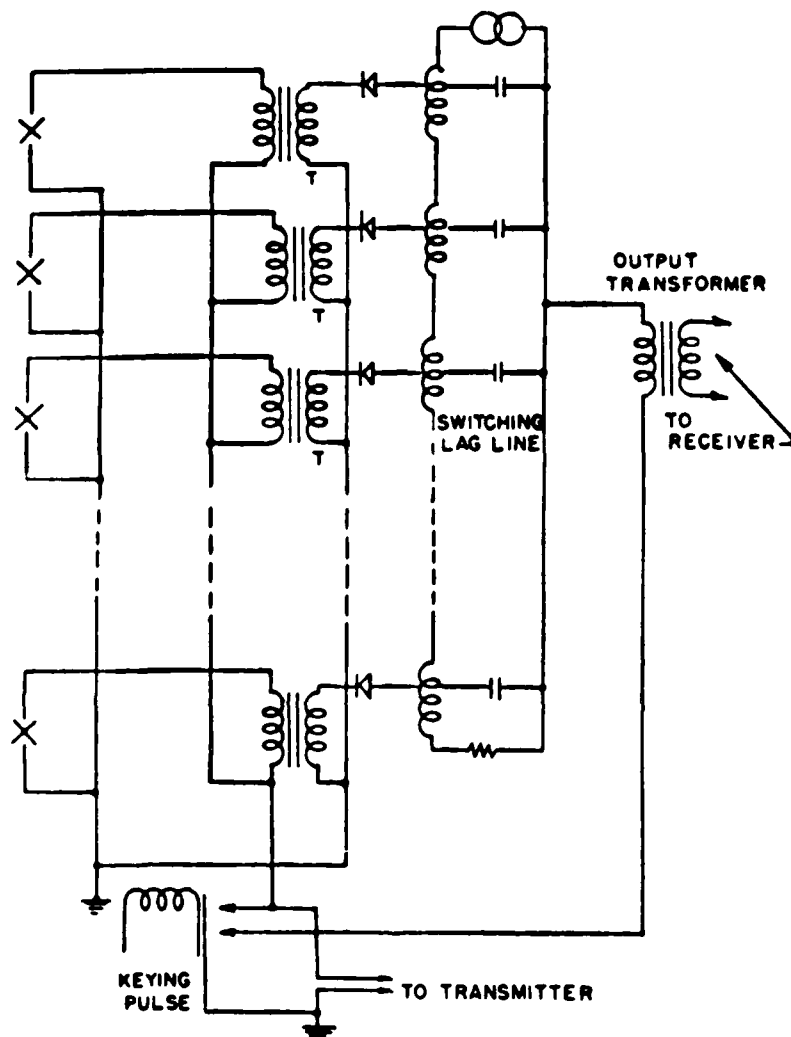 T
T
T
OUTPUT
TRANSFORMER
TO
RECEIVER
SWITCHING
LAG LINE
KEYING
PULSE
TO TRANSMITTER